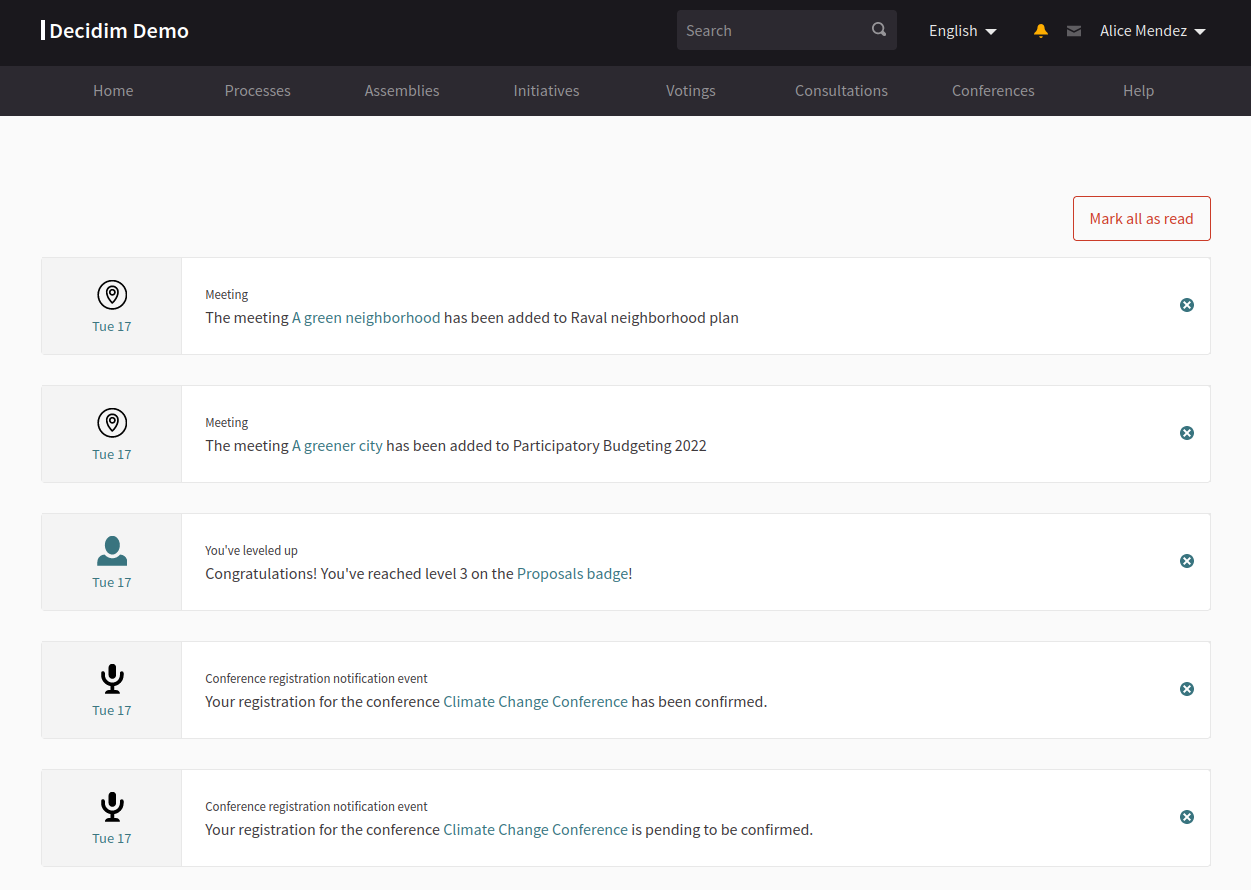 Decidim Demo
Search
English
Alice Mendez
Home Processes Assemblies Initiatives Votings Consultations Conferences Help
Mark all as read
Meeting
The meeting A green neighborhood has been added to Raval neighborhood plan
Tue 17
Meeting
The meeting A greener city has been added to Participatory Budgeting 2022
Tue 17
You've leveled up
Congratulations! You've reached level 3 on the Proposals badge!
Tue 17
Conference registration notification event
Your registration for the conference Climate Change Conference has been confirmed.
Tue 17
Conference registration notification event
Your registration for the conference Climate Change Conference is pending to be confirmed.
Tue 17